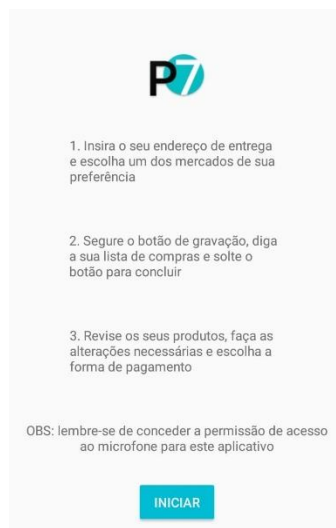 P7
1. Insira o seu endereço de entrega
e escolha um dos mercados de sua
preferência
2. Segure o botão de gravação, diga
a sua lista de compras e solte o
botão para concluir
3. Revise os seus produtos, faça as
alterações necessárias e escolha a
forma de pagamento
OBS: lembre-se de conceder a permissão de acesso
ao microfone para este aplicativo
INICIAR